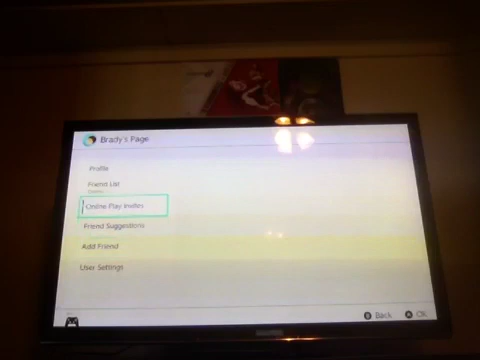 Brady's Page
Profile
Friend List
Online Play Invites
Friend Suggestions
Add Friend
User Settings
B Back A OK